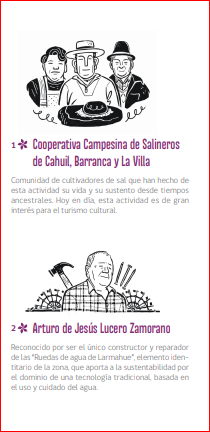 1 Cooperativa Campesina de Salineros
de Cahuil, Barranca y La Villa
Comunidad de cultivadores de sal que han hecho de
esta actividad su vida y su sustento desde tiempos
ancestrales. Hoy en día, esta actividad es de gran
interés para el turismo cultural.
2 Arturo de Jesús Lucero Zamorano
Reconocido por ser el único constructor y reparador
de las "Ruedas de agua de Larmahue", elemento iden-
titario de la zona, que aporta a la sustentabilidad por
el dominio de una tecnología tradicional, basada en
el uso y cuidado del agua.